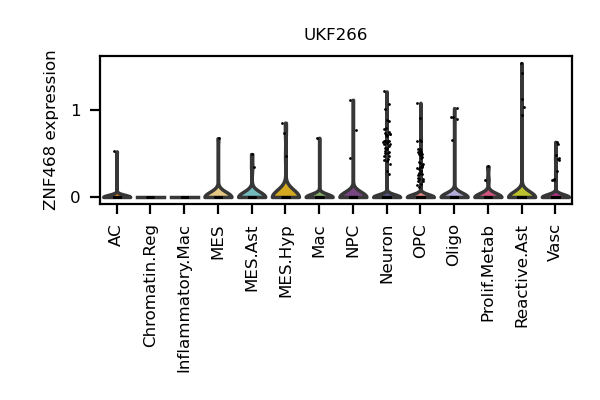 UKF266
ZNF468 expression
1
0
AC
Chromatin.Reg
Inflammatory.Mac
MES
MES.Ast
MES.Hyp
Mac
NPC
Neuron
OPC
Oligo
Prolif.Metab
Reactive.Ast
Vasc